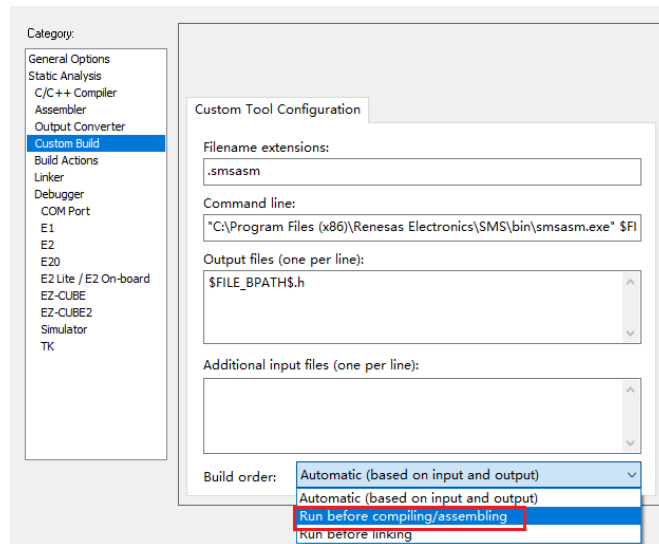 Category:
General Options
Static Analysis
C/C++ Compiler
Assembler
Output Converter
Custom Build
Build Actions
Linker
Debugger
COM Port
E1
E2
E20
E2 Lite / E2 On-board
EZ-CUBE
EZ-CUBE2
Simulator
TK
Custom Tool Configuration
Filename extensions:
.smsasm
Command line:
"C:\Program Files (x86)\Renesas Electronics\SMS\bin\smsasm.exe" $FI
Output files (one per line):
$FILE_BPATH$.h
Additional input files (one per line):
Build order:
Automatic (based on input and output)
Automatic (based on input and output)
Run before compiling/assembling
Run before linking